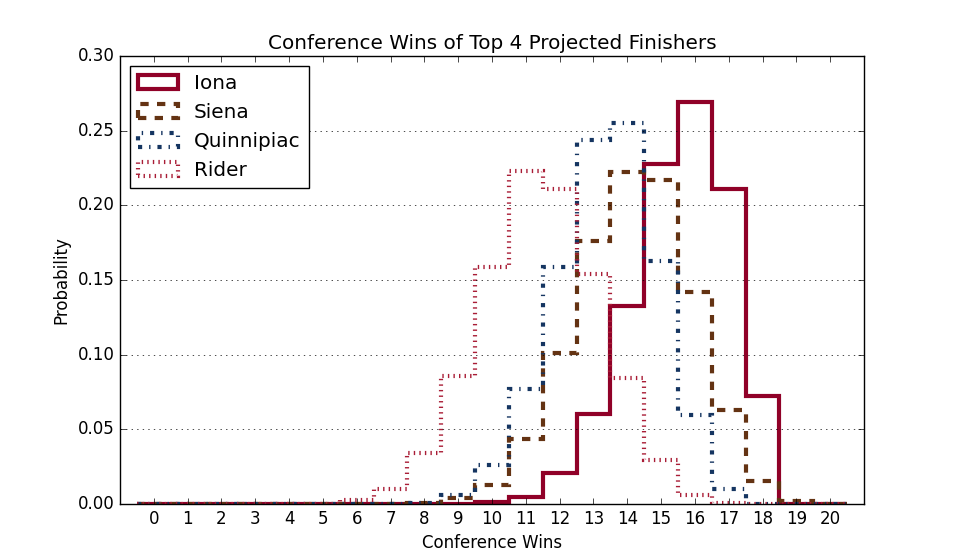 Conference Wins of Top 4 Projected Finishers
0.30
0.25
0.20
0.15
0.10
0.05
0.00
Probability
Iona
Siena
Quinnipiac
Rider
0 1 2 3 4 5 6 7 8 9 10 11 12 13 14 15 16 17 18 19 20
Conference Wins